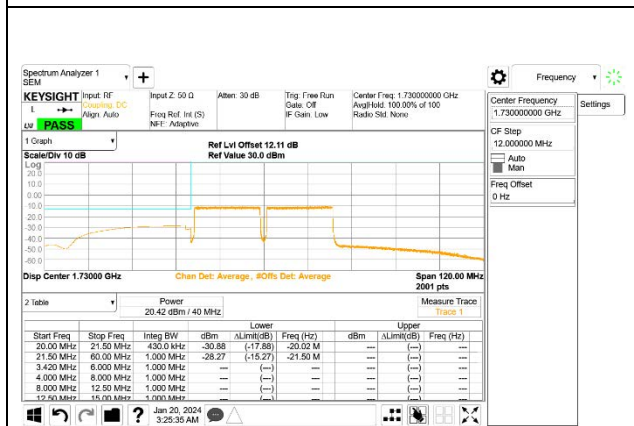 Spectrum Analyzer 1
SEM
+
Frequency
KEYSIGHT Input: RF
Coupling: DC
Align: Auto
Input Z: 50 Ω
Freq Ref: Int (S)
NFE: Adaptive
Atten: 30 dB
Trig: Free Run
Gate: Off
IF Gain: Low
Center Freq: 1.730000000 GHz
Avg|Hold: 100.00% of 100
Radio Std: None
L
PASS
Center Frequency
1.73000000 GHz
Settings
CF Step
12.000000 MHz
Auto
Man
Freq Offset
0 Hz
1 Graph
Scale/Div 10 dB
Ref Lvl Offset 12.11 dB
Ref Value 30.0 dBm
Log
20.0
10.0
0.00
-10.0
-20.0
-30.0
-40.0
-50.0
-60.0
Disp Center 1.73000 GHz
Chan Det: Average, #Offs Det: Average
Span 120.00 MHz
2001 pts
2 Table
Power
20.42 dBm / 40 MHz
Measure Trace
Trace 1
Lower Upper
Start Freq Stop Freq Integ BW dBm ΔLimit(dB) Freq (Hz) dBm ΔLimit(dB) Freq (Hz)
20.00 MHz 21.50 MHz 430.0 kHz -30.88 (-17.88) -20.02 M --- (---) ---
21.50 MHz 60.00 MHz 1.000 MHz -28.27 (-15.27) -21.50 M --- (---) ---
3.420 MHz 6.000 MHz 1.000 MHz --- (---) --- --- (---) ---
4.000 MHz 8.000 MHz 1.000 MHz --- (---) --- --- (---) ---
8.000 MHz 12.50 MHz 1.000 MHz --- (---) --- --- (---) ---
12.50 MHz 15.00 MHz 1.000 MHz --- (---) --- --- (---) ---
Jan 20, 2024
3:25:35 AM